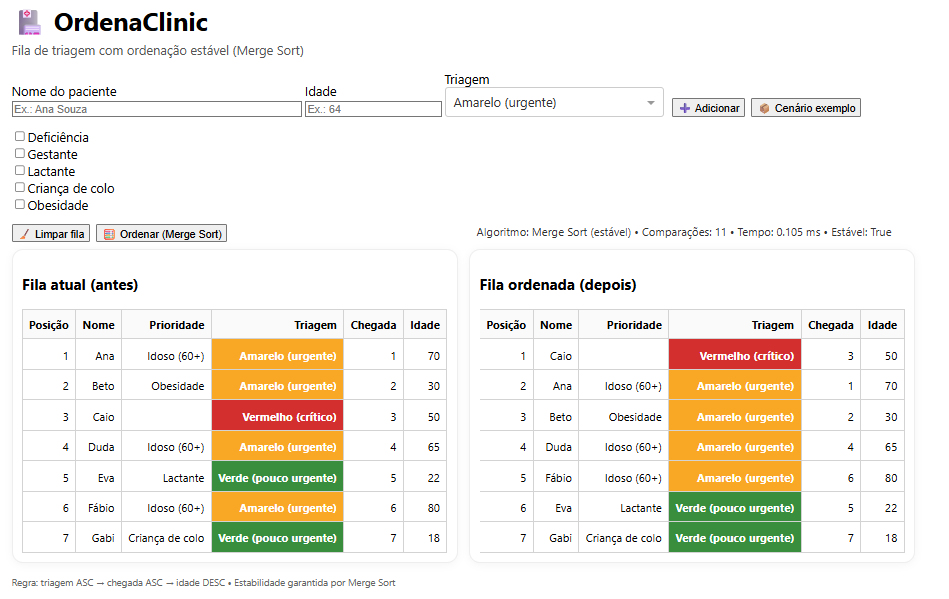 OrdenaClinic
Fila de triagem com ordenação estável (Merge Sort)
Nome do paciente Idade Triagem
Ex.: Ana Souza Ex.: 64 Amarelo (urgente) Adicionar Cenário exemplo
Deficiência
Gestante
Lactante
Criança de colo
Obesidade
Limpar fila Ordenar (Merge Sort) Algoritmo: Merge Sort (estável) • Comparações: 11 • Tempo: 0.105 ms • Estável: True
Fila atual (antes)
Posição Nome Prioridade Triagem Chegada Idade
1 Ana Idoso (60+) Amarelo (urgente) 1 70
2 Beto Obesidade Amarelo (urgente) 2 30
3 Caio Vermelho (crítico) 3 50
4 Duda Idoso (60+) Amarelo (urgente) 4 65
5 Eva Lactante Verde (pouco urgente) 5 22
6 Fábio Idoso (60+) Amarelo (urgente) 6 80
7 Gabi Criança de colo Verde (pouco urgente) 7 18
Fila ordenada (depois)
Posição Nome Prioridade Triagem Chegada Idade
1 Caio Vermelho (crítico) 3 50
2 Ana Idoso (60+) Amarelo (urgente) 1 70
3 Beto Obesidade Amarelo (urgente) 2 30
4 Duda Idoso (60+) Amarelo (urgente) 4 65
5 Fábio Idoso (60+) Amarelo (urgente) 6 80
6 Eva Lactante Verde (pouco urgente) 5 22
7 Gabi Criança de colo Verde (pouco urgente) 7 18
Regra: triagem ASC → chegada ASC → idade DESC • Estabilidade garantida por Merge Sort